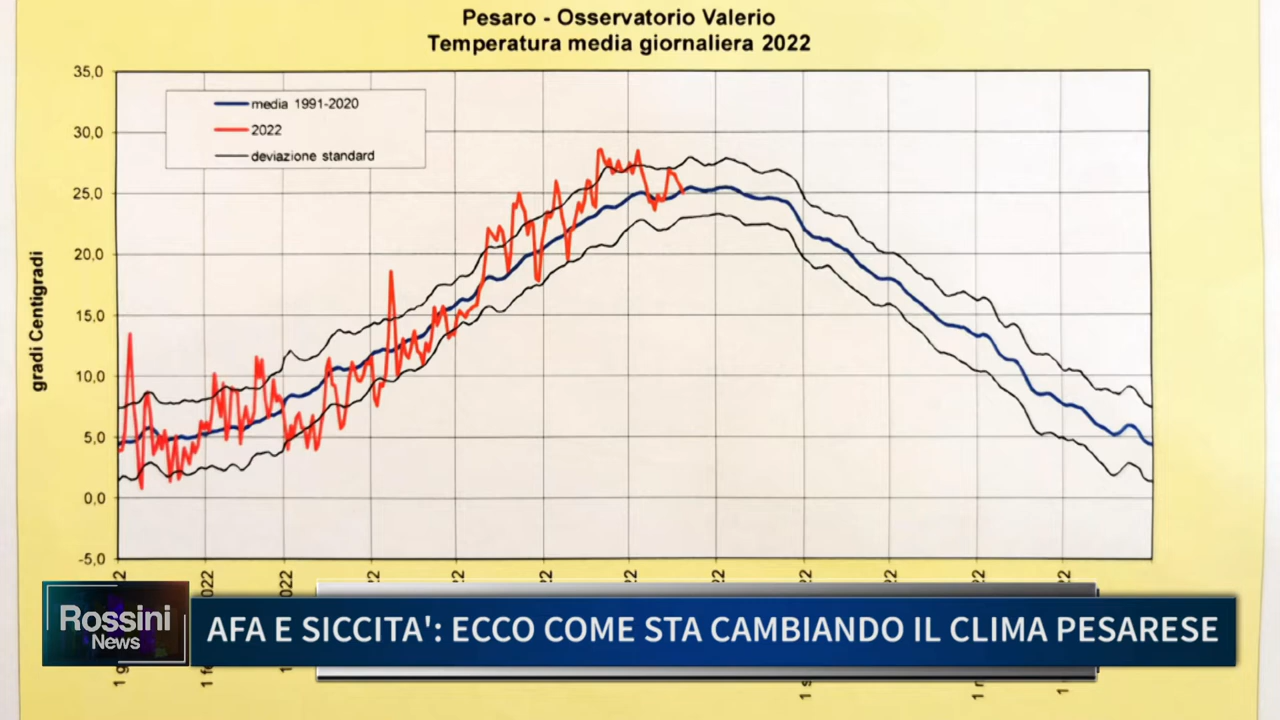 Pesaro - Osservatorio Valerio
Temperatura media giornaliera 2022
35,0
30,0
25,0
20,0
15,0
10,0
5,0
0,0
-5,0
gradi Centigradi
media 1991-2020
2022
deviazione standard
Rossini
News
AFA E SICCITA': ECCO COME STA CAMBIANDO IL CLIMA PESARESE